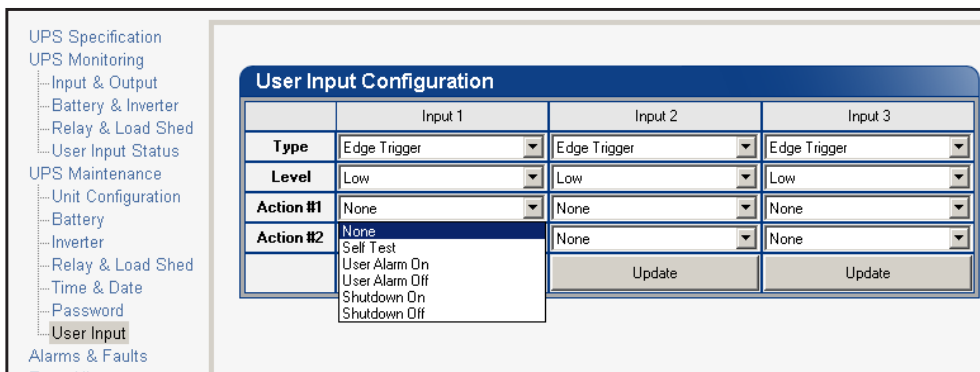 UPS Specification
UPS Monitoring
Input & Output
Battery & Inverter
Relay & Load Shed
User Input Status
UPS Maintenance
Unit Configuration
Battery
Inverter
Relay & Load Shed
Time & Date
Password
User Input
Alarms & Faults
User Input Configuration
Input 1 Input 2 Input 3
Type Edge Trigger Edge Trigger Edge Trigger
Level Low Low Low
Action #1 None None None
Action #2 None None
None
Self Test
User Alarm On
User Alarm Off
Shutdown On
Shutdown Off
Update Update